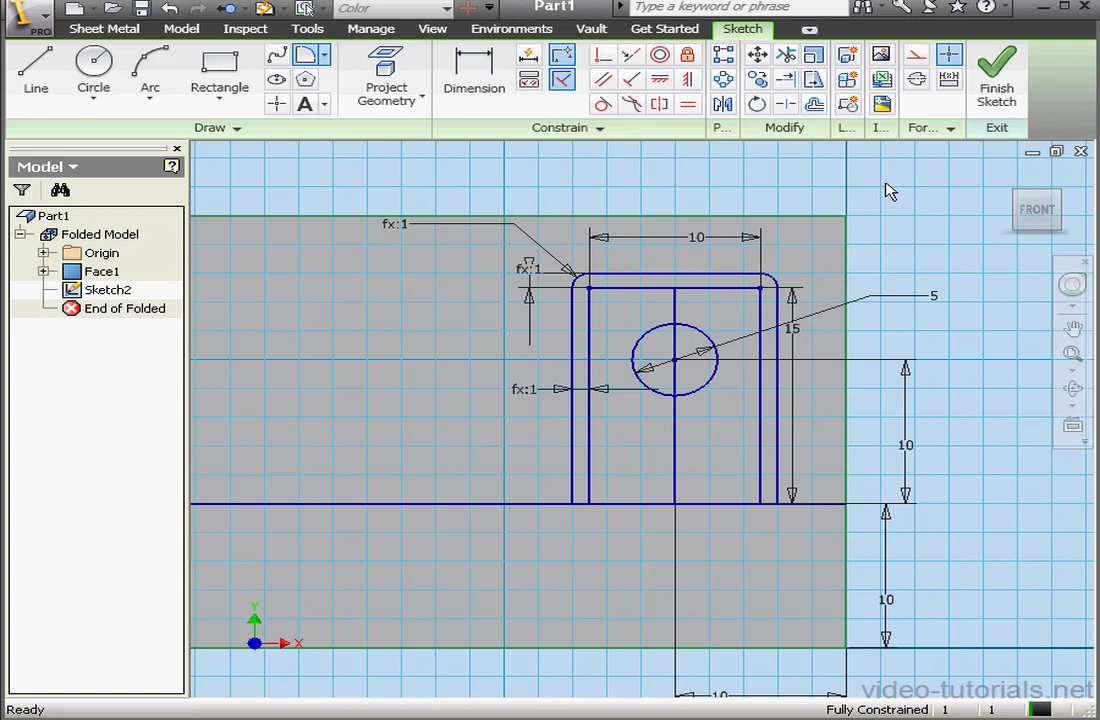 Color
Part1
Type a keyword or phrase
PRO
Sheet Metal
Model
Inspect
Tools
Manage
View
Environments
Vault
Get Started
Sketch
Line
Circle
Arc
Rectangle
A
Project
Geometry
Dimension
Finish
Sketch
Draw
Constrain
P...
Modify
L...
I...
For...
Exit
Model
Part1
Folded Model
Origin
Face1
Sketch2
End of Folded
FRONT
fx:1
10
fx:1
5
15
fx:1
10
10
10
Y
X
video-tutorials.net
Ready
Fully Constrained
1
1